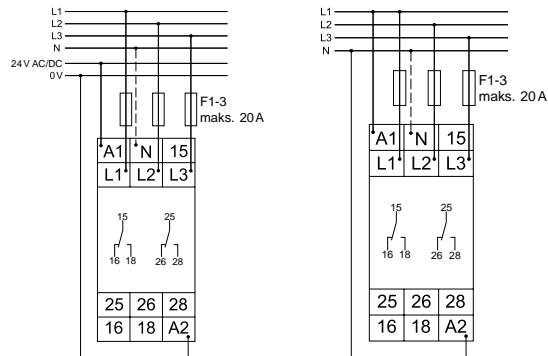 L1
L2
L3
N
24 V AC/DC
0 V
F1-3
maks. 20 A
A1 N 15
L1 L2 L3
15 25
16 18 26 28
25 26 28
16 18 A2
L1
L2
L3
N
F1-3
maks. 20 A
A1 N 15
L1 L2 L3
15 25
16 18 26 28
25 26 28
16 18 A2